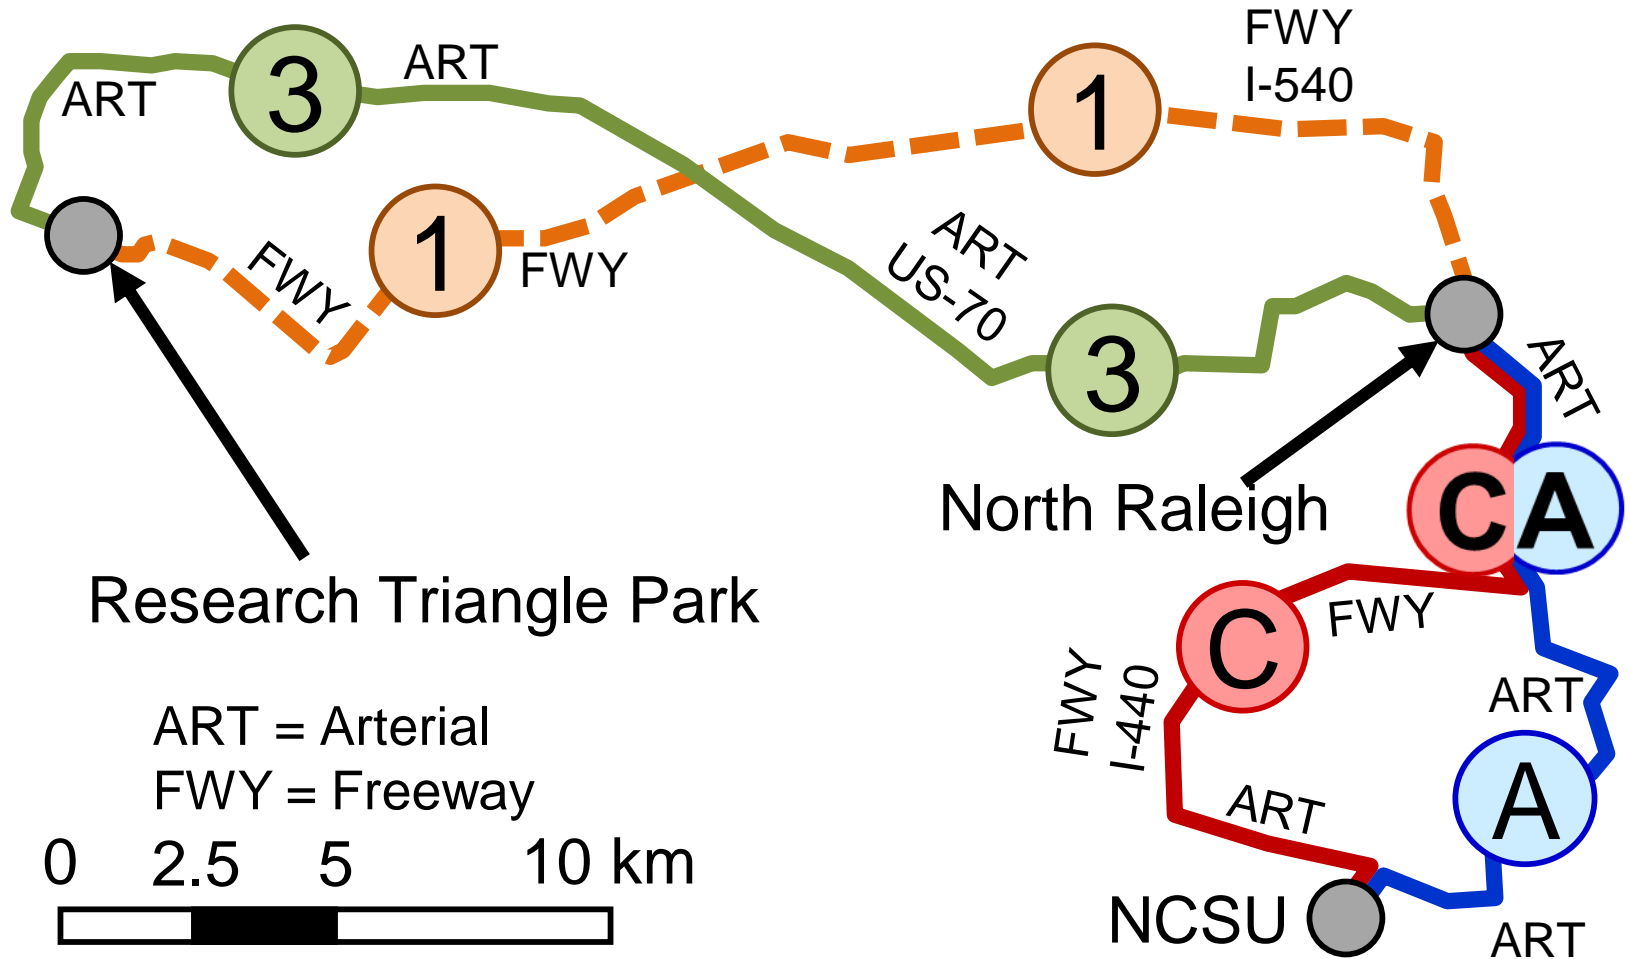 FWY
I-540
ART
3
ART
1
1
FWY
FWY
ART
US-70
3
ART
North Raleigh
C A
Research Triangle Park
C
FWY
FWY
I-440
ART
A
ART
ART = Arterial
FWY = Freeway
0 2.5 5 10 km
NCSU
ART